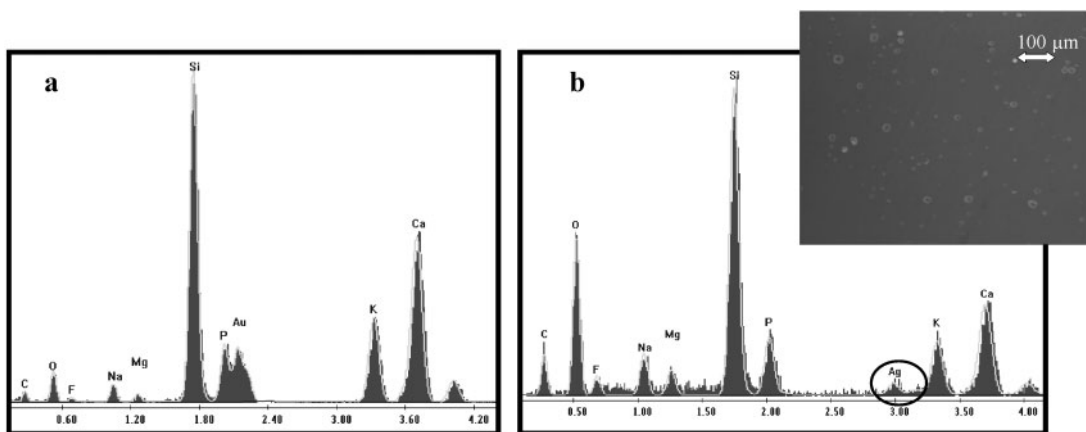 a
Si
Ca
K
P
Au
O
C
F
Na
Mg
0.60 1.20 1.80 2.40 3.00 3.60 4.20
b
100 µm
Si
O
C
F
Na
Mg
P
Ag
K
Ca
0.50 1.00 1.50 2.00 2.50 3.00 3.50 4.00